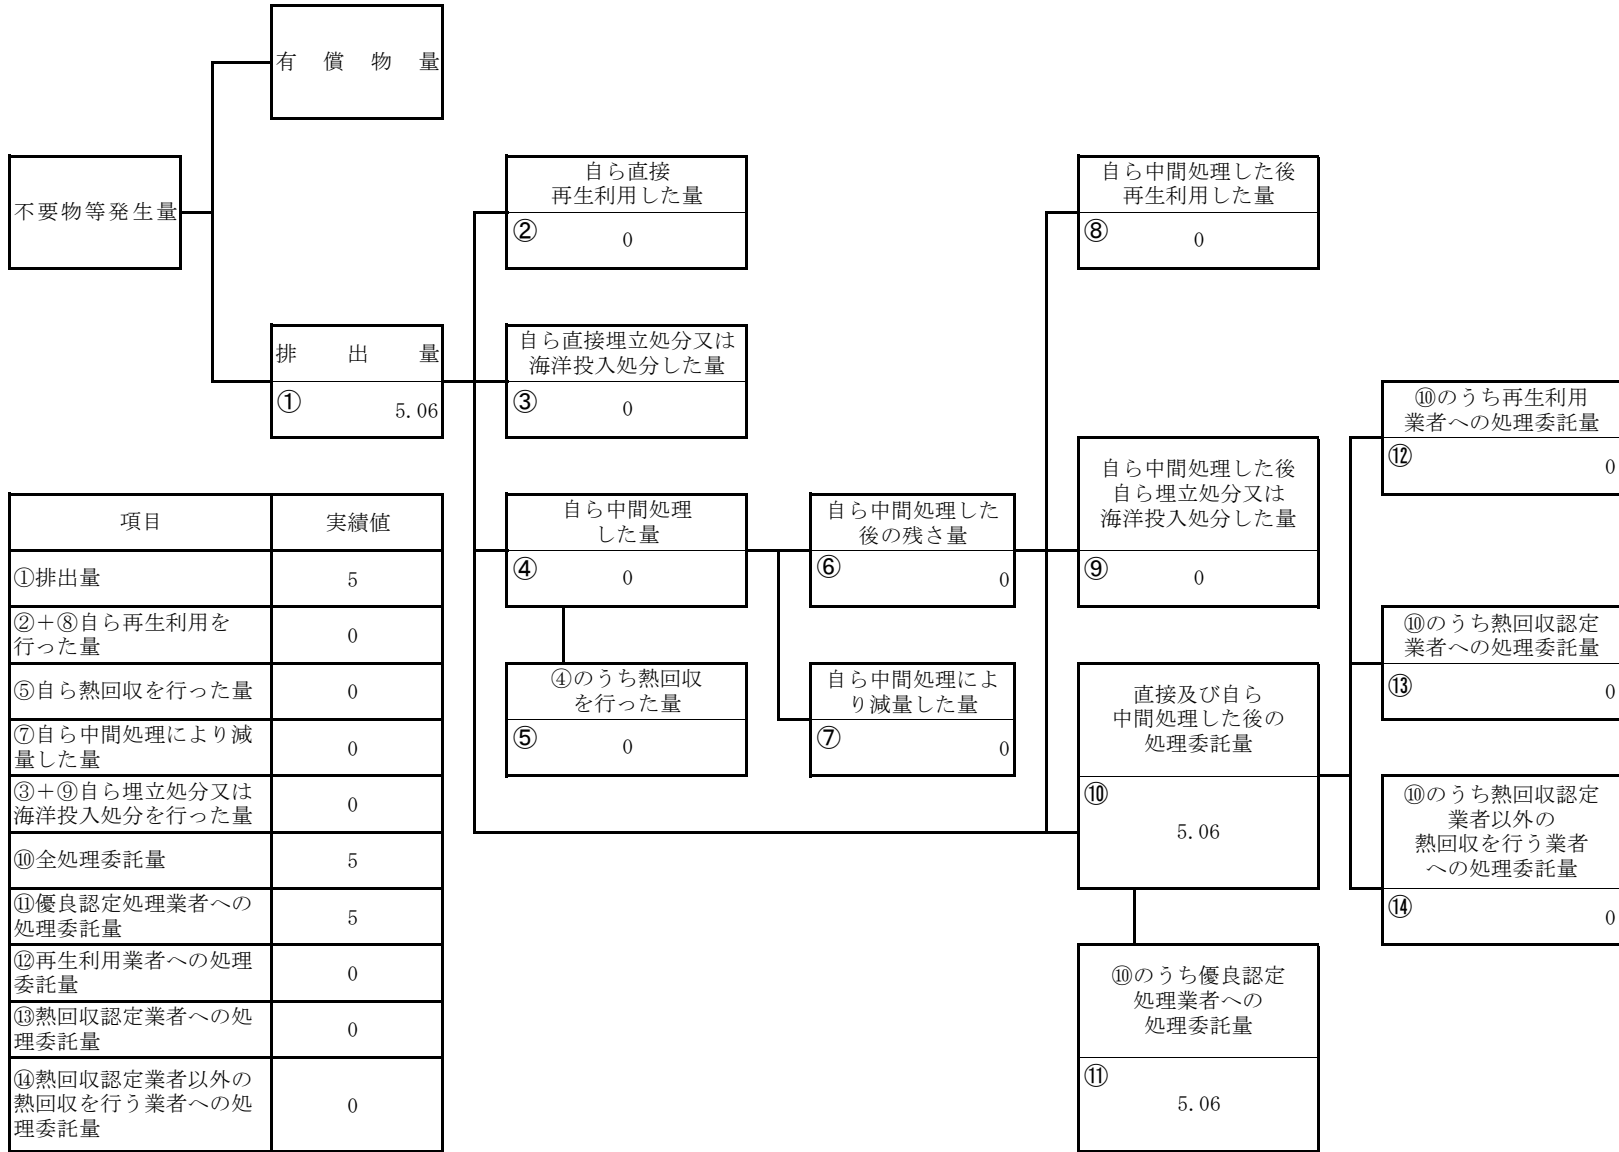 有償物量
不要物等発生量
排出量
①
5.06
自ら直接
再生利用した量
②
0
自ら直接埋立処分又は
海洋投入処分した量
③
0
自ら中間処理
した量
④
0
④のうち熱回収
を行った量
⑤
0
自ら中間処理した
後の残さ量
⑥
0
自ら中間処理によ
り減量した量
⑦
0
自ら中間処理した後
再生利用した量
⑧
0
自ら中間処理した後
自ら埋立処分又は
海洋投入処分した量
⑨
0
直接及び自ら
中間処理した後の
処理委託量
⑩
5.06
⑩のうち優良認定
処理業者への
処理委託量
⑪
5.06
⑩のうち再生利用
業者への処理委託量
⑫
0
⑩のうち熱回収認定
業者への処理委託量
⑬
0
⑩のうち熱回収認定
業者以外の
熱回収を行う業者
への処理委託量
⑭
0
項目 実績値
①排出量 5
②＋⑧自ら再生利用を
行った量 0
⑤自ら熱回収を行った量 0
⑦自ら中間処理により減
量した量 0
③＋⑨自ら埋立処分又は
海洋投入処分を行った量 0
⑩全処理委託量 5
⑪優良認定処理業者への
処理委託量 5
⑫再生利用業者への処理
委託量 0
⑬熱回収認定業者への処
理委託量 0
⑭熱回収認定業者以外の
熱回収を行う業者への処
理委託量 0